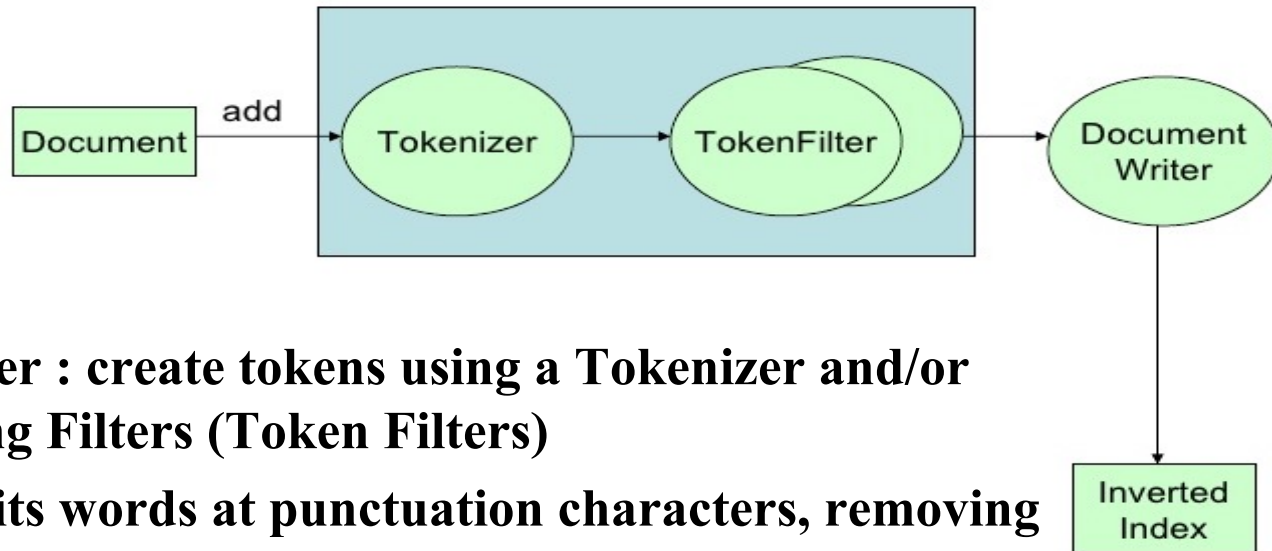 add
Document
Tokenizer
TokenFilter
Document
Writer
er : create tokens using a Tokenizer and/or
ng Filters (Token Filters)
its words at punctuation characters, removing
Inverted
Index